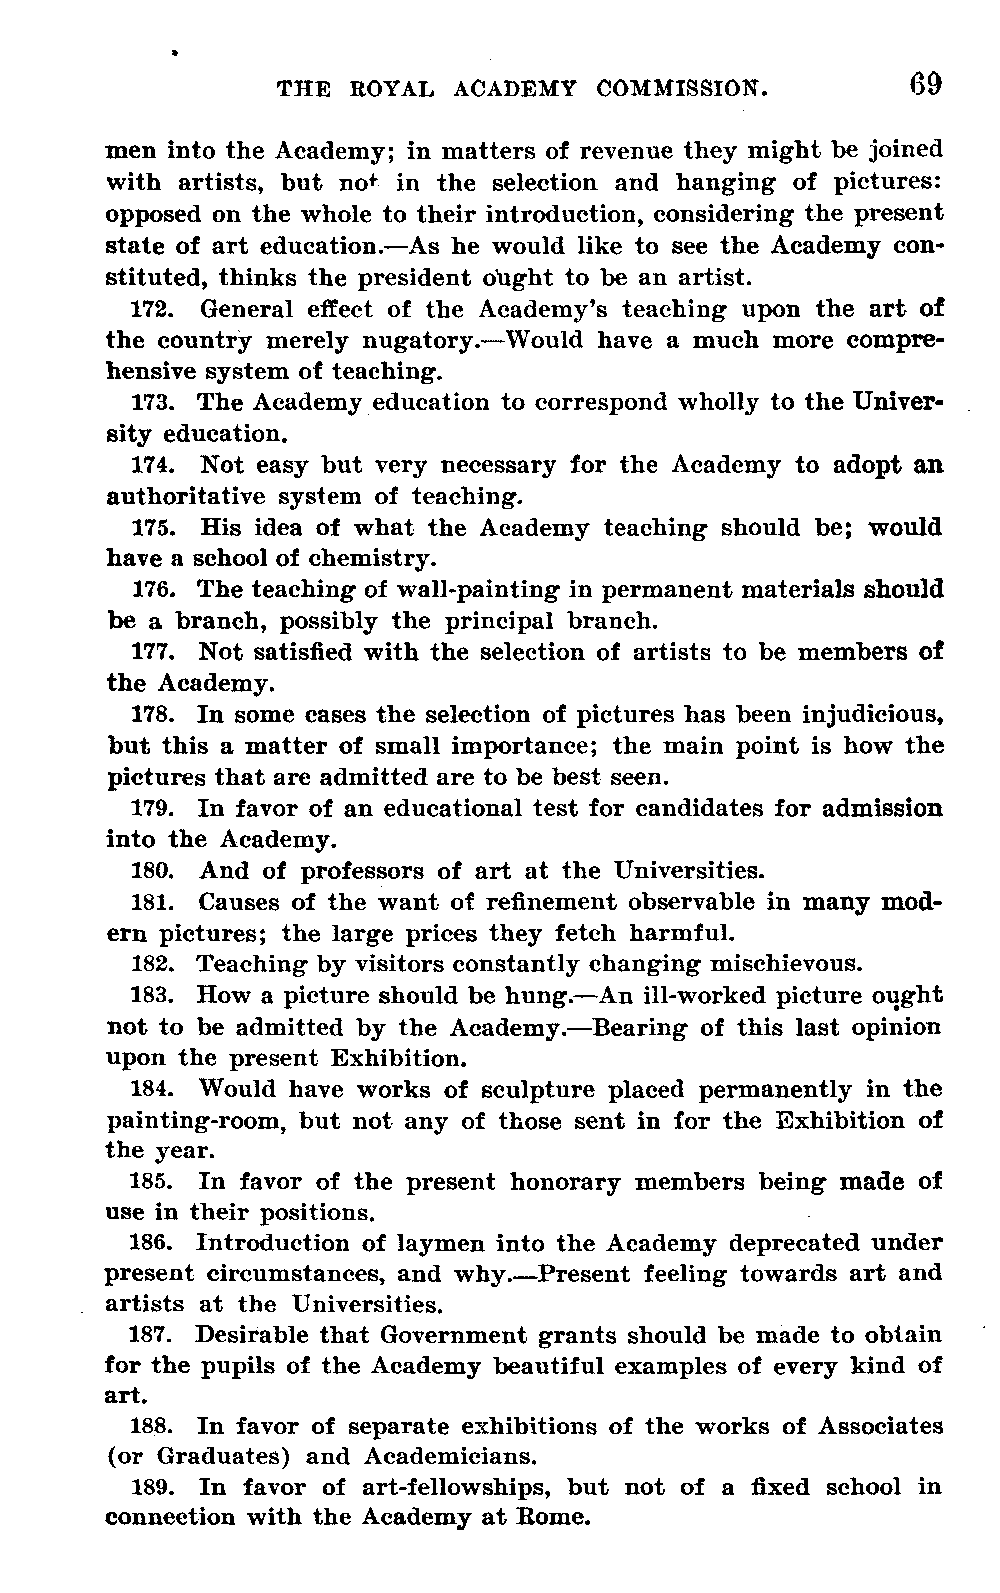 THE ROYAL ACADEMY COMMISSION. 69
men into the Academy; in matters of revenue they might be joined
with artists, but not in the selection and hanging of pictures:
opposed on the whole to their introduction, considering the present
state of art education.—As he would like to see the Academy con-
stituted, thinks the president ought to be an artist.
172. General effect of the Academy's teaching upon the art of
the country merely nugatory.—Would have a much more compre-
hensive system of teaching.
173. The Academy education to correspond wholly to the Univer-
sity education.
174. Not easy but very necessary for the Academy to adopt an
authoritative system of teaching.
175. His idea of what the Academy teaching should be; would
have a school of chemistry.
176. The teaching of wall-painting in permanent materials should
be a branch, possibly the principal branch.
177. Not satisfied with the selection of artists to be members of
the Academy.
178. In some cases the selection of pictures has been injudicious,
but this a matter of small importance; the main point is how the
pictures that are admitted are to be best seen.
179. In favor of an educational test for candidates for admission
into the Academy.
180. And of professors of art at the Universities.
181. Causes of the want of refinement observable in many mod-
ern pictures; the large prices they fetch harmful.
182. Teaching by visitors constantly changing mischievous.
183. How a picture should be hung.—An ill-worked picture ought
not to be admitted by the Academy.—Bearing of this last opinion
upon the present Exhibition.
184. Would have works of sculpture placed permanently in the
painting-room, but not any of those sent in for the Exhibition of
the year.
185. In favor of the present honorary members being made of
use in their positions.
186. Introduction of laymen into the Academy deprecated under
present circumstances, and why.—Present feeling towards art and
artists at the Universities.
187. Desirable that Government grants should be made to obtain
for the pupils of the Academy beautiful examples of every kind of
art.
188. In favor of separate exhibitions of the works of Associates
(or Graduates) and Academicians.
189. In favor of art-fellowships, but not of a fixed school in
connection with the Academy at Rome.